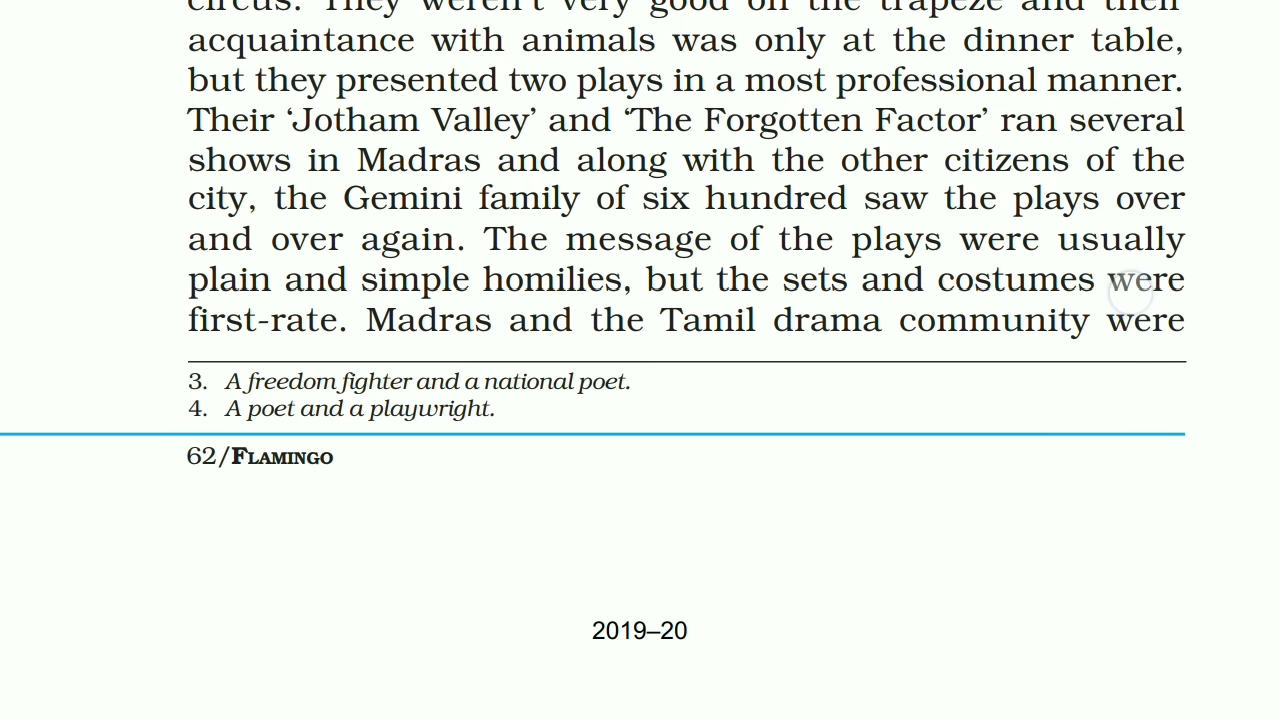 circus. They weren't very good on the trapeze and their
acquaintance with animals was only at the dinner table,
but they presented two plays in a most professional manner.
Their ‘Jotham Valley’ and ‘The Forgotten Factor’ ran several
shows in Madras and along with the other citizens of the
city, the Gemini family of six hundred saw the plays over
and over again. The message of the plays were usually
plain and simple homilies, but the sets and costumes were
first-rate. Madras and the Tamil drama community were
3. A freedom fighter and a national poet.
4. A poet and a playwright.
62/FLAMINGO
2019–20